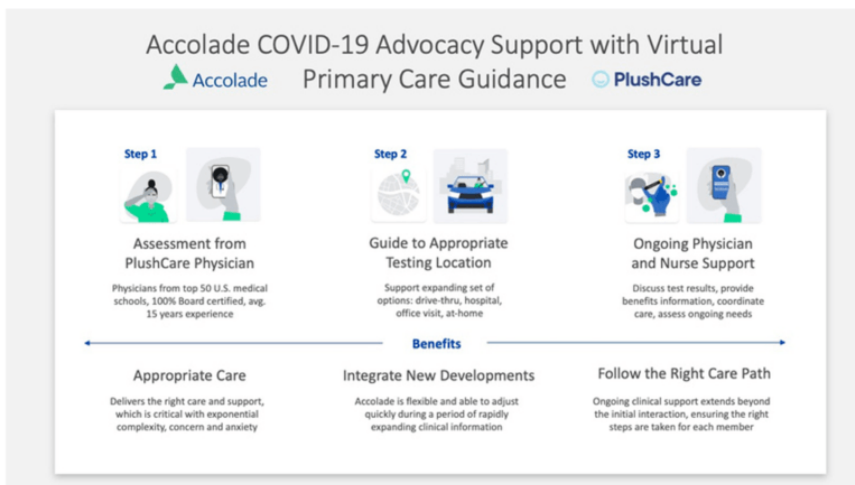 Accolade COVID-19 Advocacy Support with Virtual
Accolade Primary Care Guidance PlushCare
Step 1
Step 2
Step 3
Assessment from
PlushCare Physician
Physicians from top 50 U.S. medical
schools, 100% Board certified, avg.
15 years experience
Guide to Appropriate
Testing Location
Support expanding set of
options: drive-thru, hospital,
office visit, at-home
Ongoing Physician
and Nurse Support
Discuss test results, provide
benefits information, coordinate
care, assess ongoing needs
Benefits
Appropriate Care
Delivers the right care and support,
which is critical with exponential
complexity, concern and anxiety
Integrate New Developments
Accolade is flexible and able to adjust
quickly during a period of rapidly
expanding clinical information
Follow the Right Care Path
Ongoing clinical support extends beyond
the initial interaction, ensuring the right
steps are taken for each member